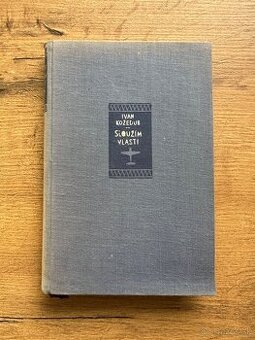 IVAN
KOŽEDUB
SLOUŽÍM
VLASTI